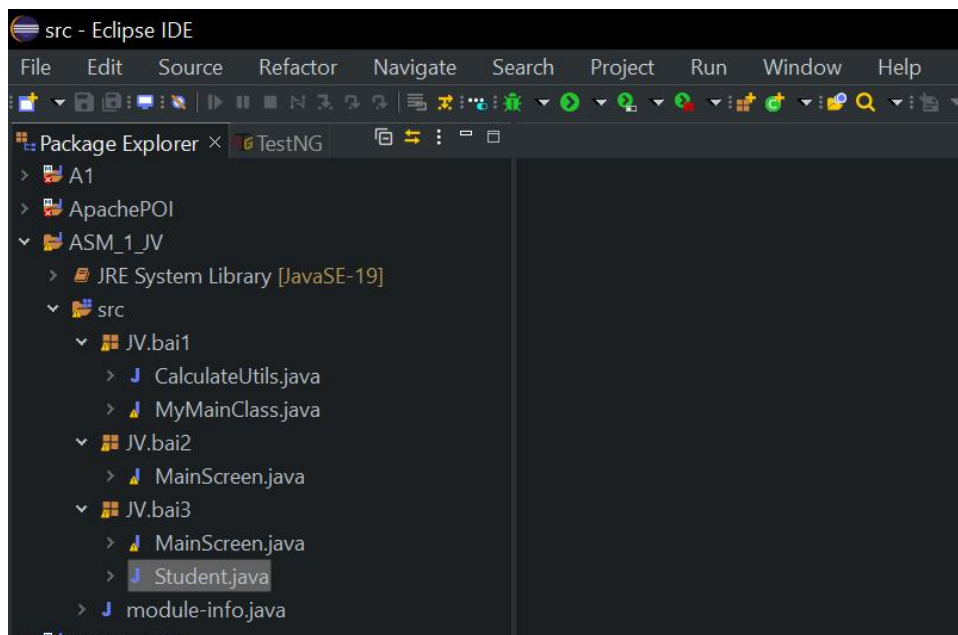 src - Eclipse IDE
File Edit Source Refactor Navigate Search Project Run Window Help
Package Explorer × TestNG
A1
ApachePOI
ASM_1_JV
JRE System Library [JavaSE-19]
src
JV.bai1
CalculateUtils.java
MyMainClass.java
JV.bai2
MainScreen.java
JV.bai3
MainScreen.java
Student.java
module-info.java